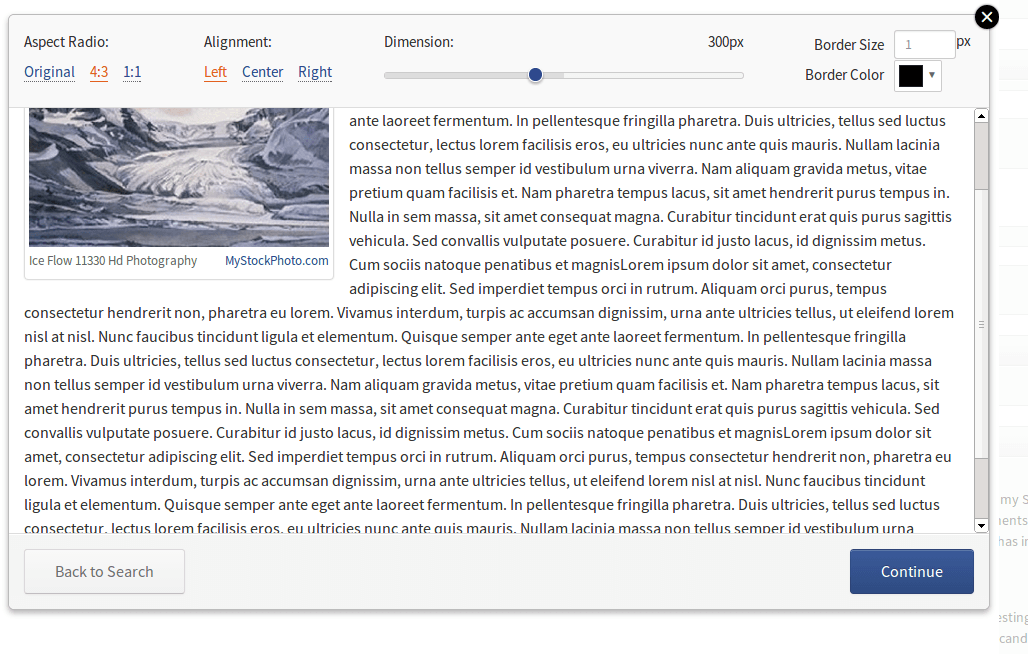 Aspect Radio:
Original 4:3 1:1
Alignment:
Left Center Right
Dimension: 300px
Border Size 1 px
Border Color
ante laoreet fermentum. In pellentesque fringilla pharetra. Duis ultricies, tellus sed luctus
consectetur, lectus lorem facilisis eros, eu ultricies nunc ante quis mauris. Nullam lacinia
massa non tellus semper id vestibulum urna viverra. Nam aliquam gravida metus, vitae
pretium quam facilisis et. Nam pharetra tempus lacus, sit amet hendrerit purus tempus in.
Nulla in sem massa, sit amet consequat magna. Curabitur tincidunt erat quis purus sagittis
vehicula. Sed convallis vulputate posuere. Curabitur id justo lacus, id dignissim metus.
Cum sociis natoque penatibus et magnisLorem ipsum dolor sit amet, consectetur
adipiscing elit. Sed imperdiet tempus orci in rutrum. Aliquam orci purus, tempus
Ice Flow 11330 Hd Photography MyStockPhoto.com
consectetur hendrerit non, pharetra eu lorem. Vivamus interdum, turpis ac accumsan dignissim, urna ante ultricies tellus, ut eleifend lorem
nisl at nisl. Nunc faucibus tincidunt ligula et elementum. Quisque semper ante eget ante laoreet fermentum. In pellentesque fringilla
pharetra. Duis ultricies, tellus sed luctus consectetur, lectus lorem facilisis eros, eu ultricies nunc ante quis mauris. Nullam lacinia massa
non tellus semper id vestibulum urna viverra. Nam aliquam gravida metus, vitae pretium quam facilisis et. Nam pharetra tempus lacus, sit
amet hendrerit purus tempus in. Nulla in sem massa, sit amet consequat magna. Curabitur tincidunt erat quis purus sagittis vehicula. Sed
convallis vulputate posuere. Curabitur id justo lacus, id dignissim metus. Cum sociis natoque penatibus et magnisLorem ipsum dolor sit
amet, consectetur adipiscing elit. Sed imperdiet tempus orci in rutrum. Aliquam orci purus, tempus consectetur hendrerit non, pharetra eu
lorem. Vivamus interdum, turpis ac accumsan dignissim, urna ante ultricies tellus, ut eleifend lorem nisl at nisl. Nunc faucibus tincidunt
ligula et elementum. Quisque semper ante eget ante laoreet fermentum. In pellentesque fringilla pharetra. Duis ultricies, tellus sed luctus
consectetur, lectus lorem facilisis eros, eu ultricies nunc ante quis mauris. Nullam lacinia massa non tellus semper id vestibulum urna
Back to Search
Continue
my S
has in